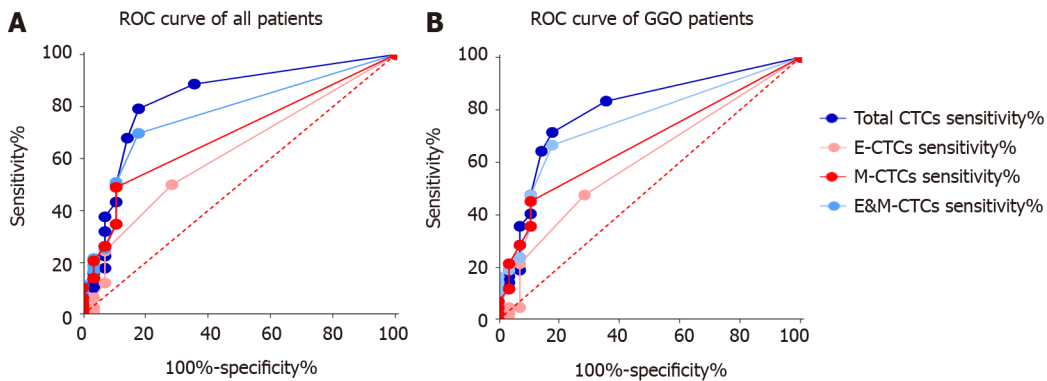 A
ROC curve of all patients
Sensitivity%
100
80
60
40
20
0
0
20
40
60
80
100
100%-specificity%
B
ROC curve of GGO patients
Sensitivity%
100
80
60
40
20
0
0
20
40
60
80
100
100%-specificity%
Total CTCs sensitivity%
E-CTCs sensitivity%
M-CTCs sensitivity%
E&M-CTCs sensitivity%